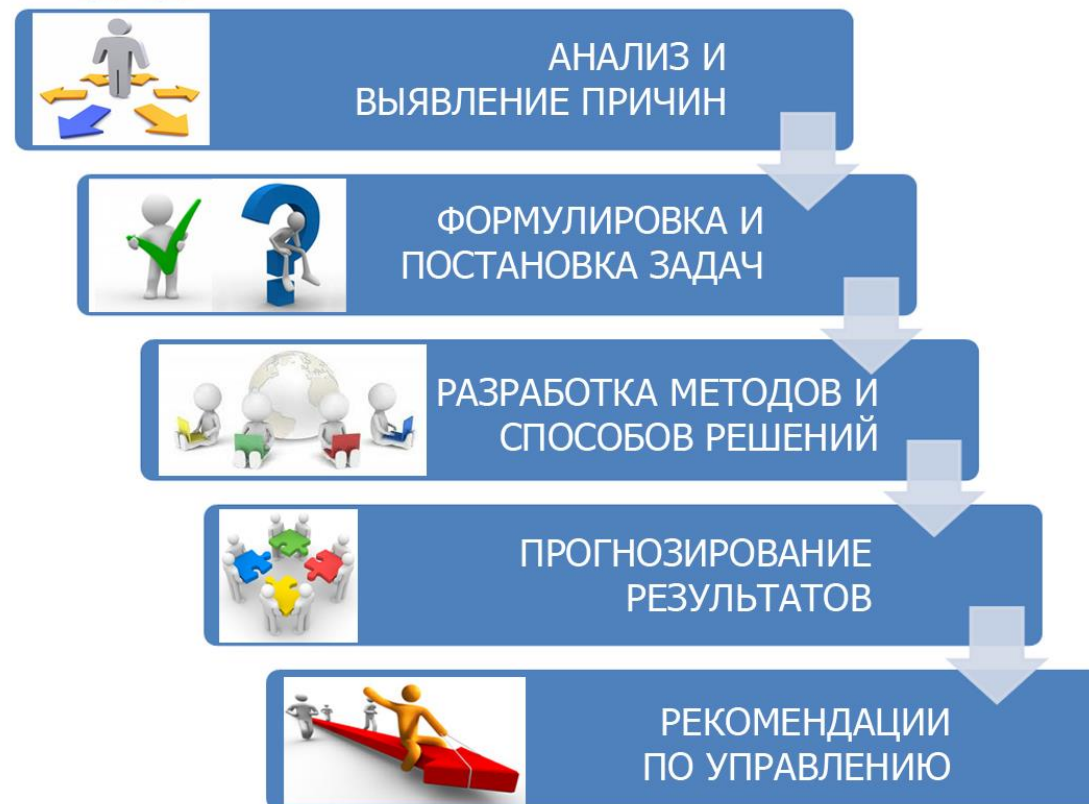 АНАЛИЗ И
ВЫЯВЛЕНИЕ ПРИЧИН
ФОРМУЛИРОВКА И
ПОСТАНОВКА ЗАДАЧ
РАЗРАБОТКА МЕТОДОВ И
СПОСОБОВ РЕШЕНИЙ
ПРОГНОЗИРОВАНИЕ
РЕЗУЛЬТАТОВ
РЕКОМЕНДАЦИИ
ПО УПРАВЛЕНИЮ